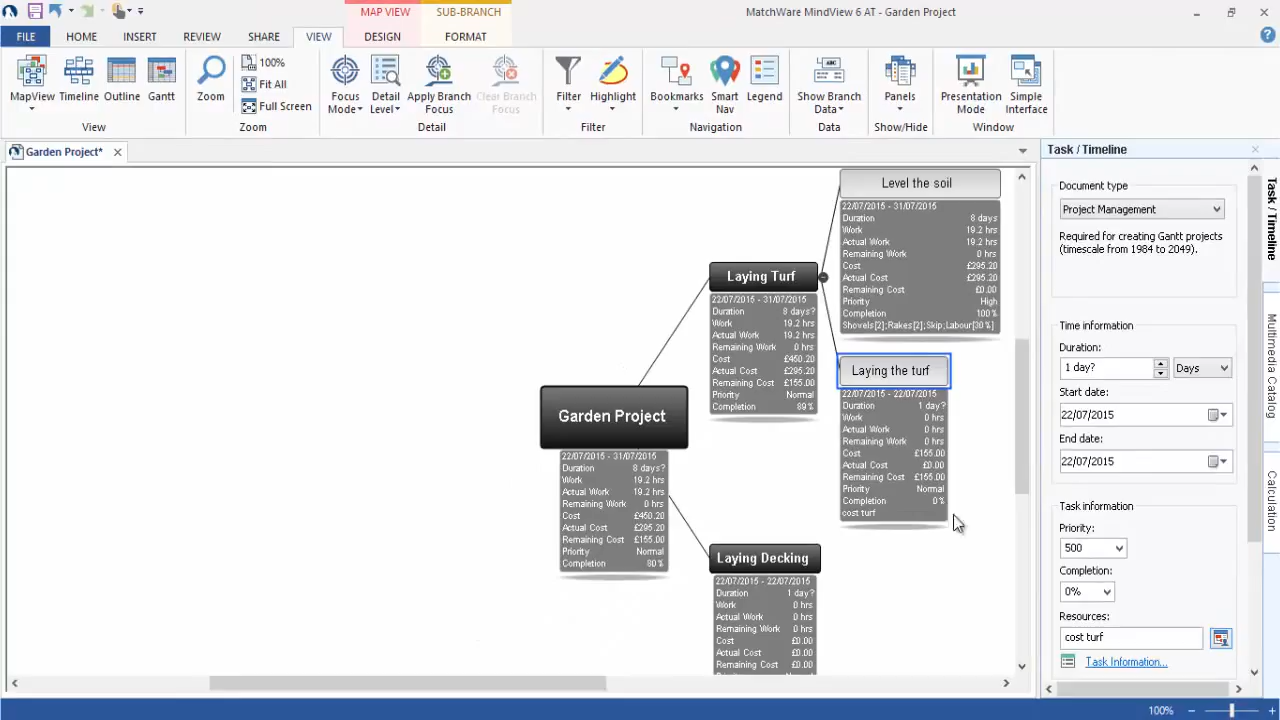 MAP VIEW
SUB-BRANCH
MatchWare MindView 6 AT - Garden Project
FILE
HOME
INSERT
REVIEW
SHARE
VIEW
DESIGN
FORMAT
MapView
Timeline
Outline
Gantt
View
Zoom
100%
Fit All
Full Screen
Zoom
Focus Mode
Detail Level
Apply Branch Focus
Clear Branch Focus
Detail
Filter
Highlight
Filter
Bookmarks
Smart Nav
Legend
Navigation
Show Branch Data
Data
Panels
Show/Hide
Presentation Mode
Simple Interface
Window
Garden Project*
Level the soil
22/07/2015 - 31/07/2015
Duration 8 days
Work 19.2 hrs
Actual Work 19.2 hrs
Remaining Work 0 hrs
Cost £295.20
Actual Cost £295.20
Remaining Cost £0.00
Priority High
Completion 100%
Shovels[2];Rakes[2];Skip;Labour[30%]
Laying Turf
22/07/2015 - 31/07/2015
Duration 8 days?
Work 19.2 hrs
Actual Work 19.2 hrs
Remaining Work 0 hrs
Cost £450.20
Actual Cost £295.20
Remaining Cost £155.00
Priority Normal
Completion 89%
Laying the turf
22/07/2015 - 22/07/2015
Duration 1 day?
Work 0 hrs
Actual Work 0 hrs
Remaining Work 0 hrs
Cost £155.00
Actual Cost £0.00
Remaining Cost £155.00
Priority Normal
Completion 0%
cost turf
Garden Project
22/07/2015 - 31/07/2015
Duration 8 days?
Work 19.2 hrs
Actual Work 19.2 hrs
Remaining Work 0 hrs
Cost £450.20
Actual Cost £295.20
Remaining Cost £155.00
Priority Normal
Completion 80%
Laying Decking
22/07/2015 - 22/07/2015
Duration 1 day?
Work 0 hrs
Actual Work 0 hrs
Remaining Work 0 hrs
Cost £0.00
Actual Cost £0.00
Remaining Cost £0.00
Task / Timeline
Document type
Project Management
Required for creating Gantt projects
(timescale from 1984 to 2049).
Time information
Duration:
1 day?
Days
Start date:
22/07/2015
End date:
22/07/2015
Task information
Priority:
500
Completion:
0%
Resources:
cost turf
Task Information...
Task / Timeline
Multimedia Catalog
Calculation
100%